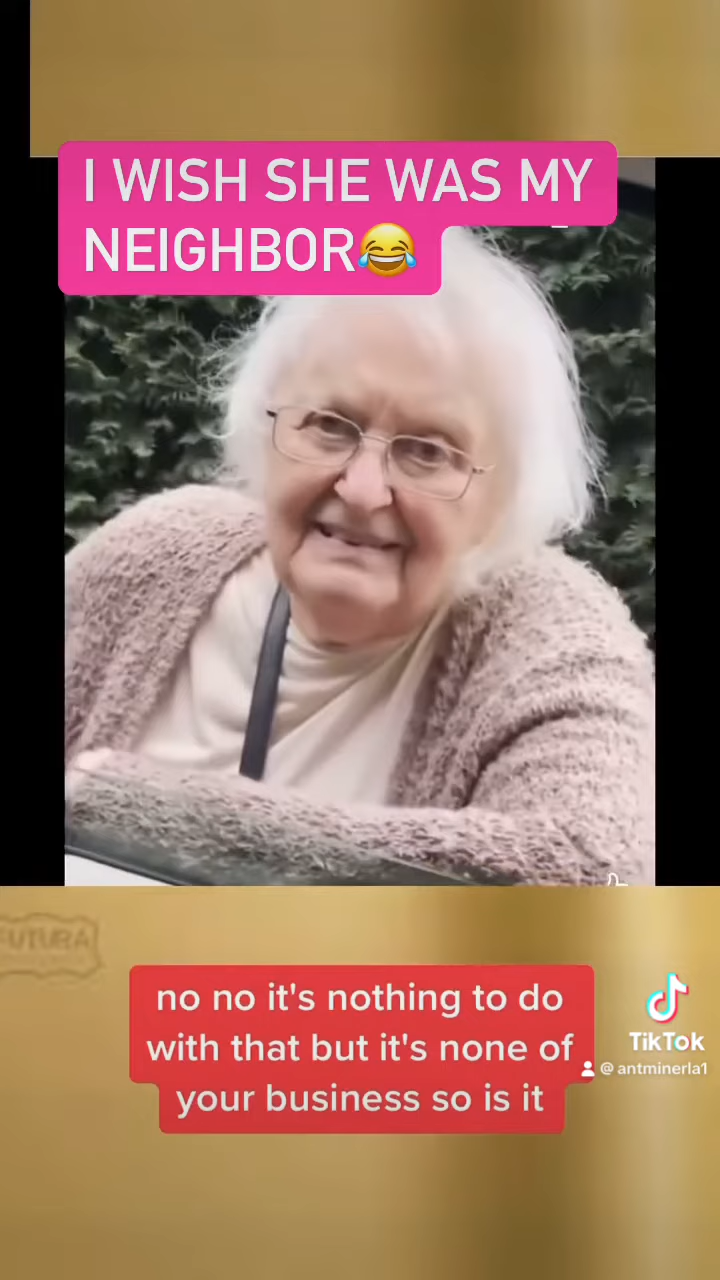 I WISH SHE WAS MY
NEIGHBOR😂
FUTURA
no no it's nothing to do
with that but it's none of
your business so is it
TikTok
@ antminerla1